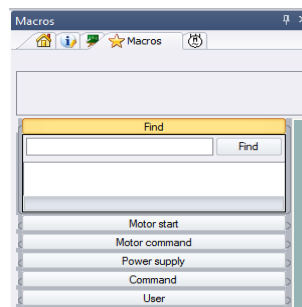 Macros
Macros
Find
Find
Motor start
Motor command
Power supply
Command
User